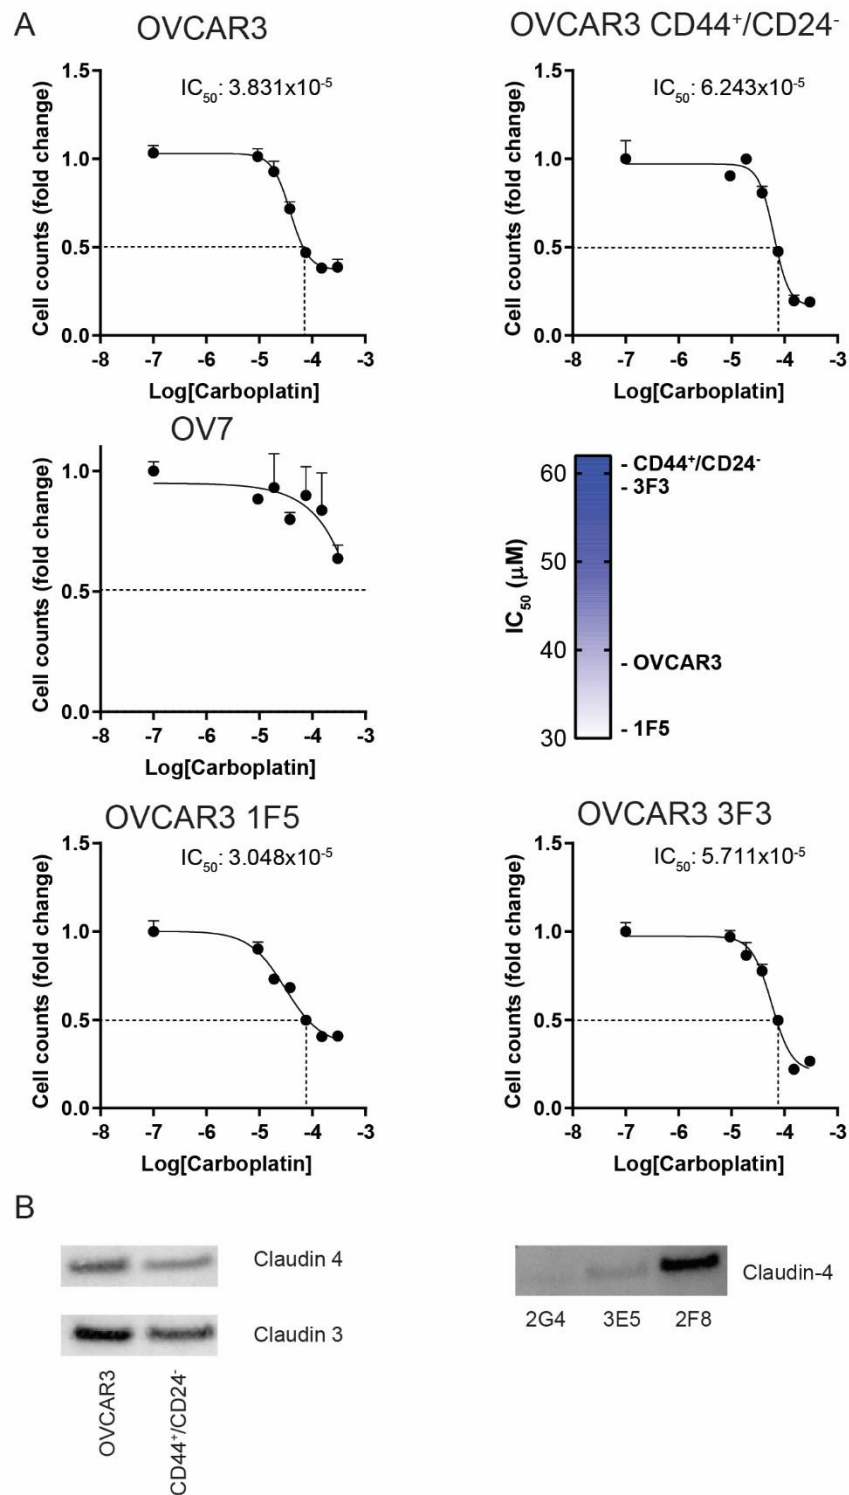 A
OVCAR3
OVCAR3 CD44⁺/CD24⁻
1.5
1.0
0.5
0.0
Cell counts (fold change)
IC₅₀: 3.831x10⁻⁵
-8 -7 -6 -5 -4 -3
Log[Carboplatin]
1.5
1.0
0.5
0.0
Cell counts (fold change)
IC₅₀: 6.243x10⁻⁵
-8 -7 -6 -5 -4 -3
Log[Carboplatin]
OV7
1.0
0.5
0.0
Cell counts (fold change)
-8 -7 -6 -5 -4 -3
Log[Carboplatin]
IC₅₀ (µM)
60
50
40
30
- CD44⁺/CD24⁻
- 3F3
- OVCAR3
- 1F5
OVCAR3 1F5
OVCAR3 3F3
1.5
1.0
0.5
0.0
Cell counts (fold change)
IC₅₀: 3.048x10⁻⁵
-8 -7 -6 -5 -4 -3
Log[Carboplatin]
1.5
1.0
0.5
0.0
Cell counts (fold change)
IC₅₀: 5.711x10⁻⁵
-8 -7 -6 -5 -4 -3
Log[Carboplatin]
B
Claudin 4
Claudin 3
OVCAR3
CD44⁺/CD24⁻
Claudin-4
2G4 3E5 2F8